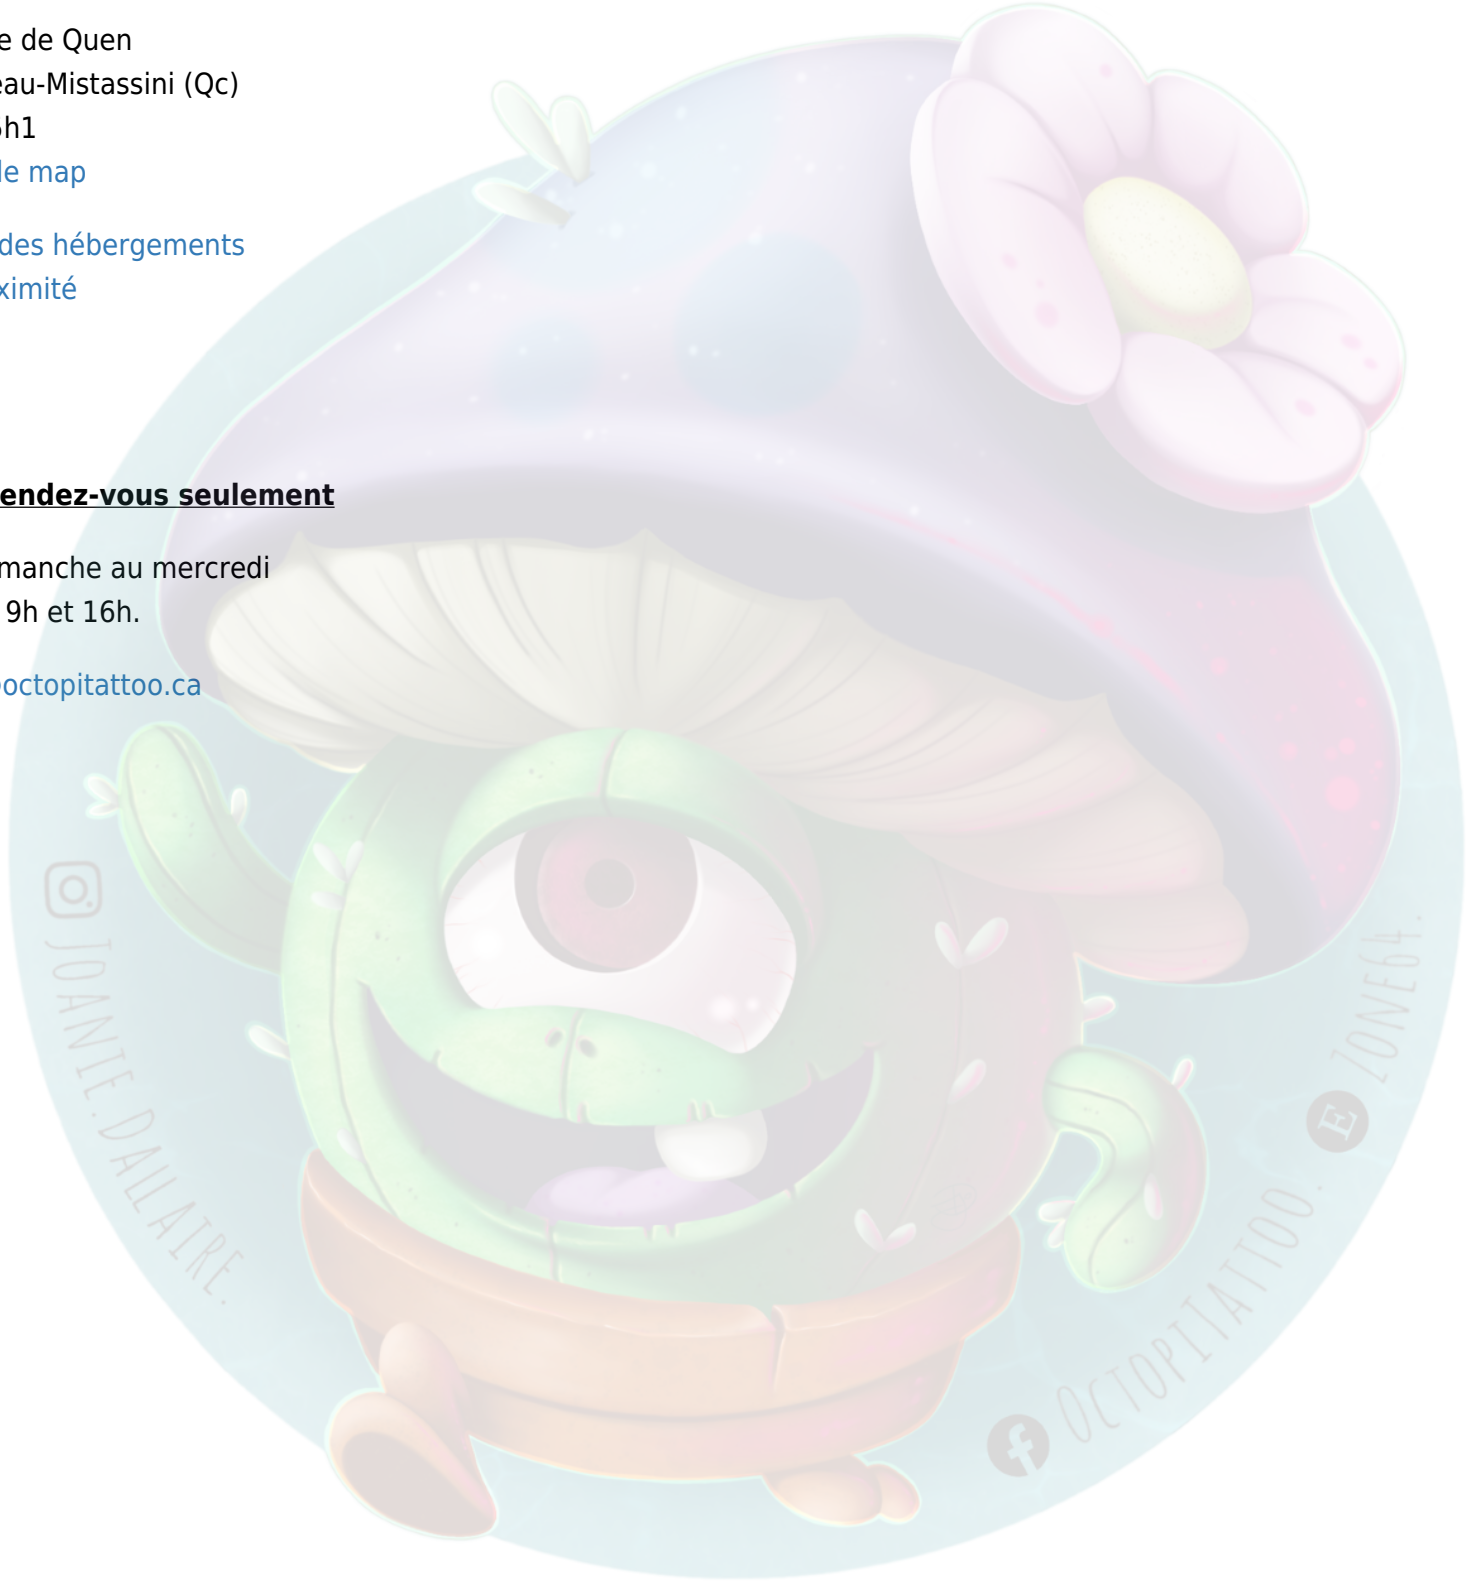 e de Quen
eau-Mistassini (Qc)
h1
le map
des hébergements
ximité
endez-vous seulement
manche au mercredi
9h et 16h.
octopitattoo.ca
JOANIE.DALLAIRE.
OCTOPITATTOO.
ZONE64.